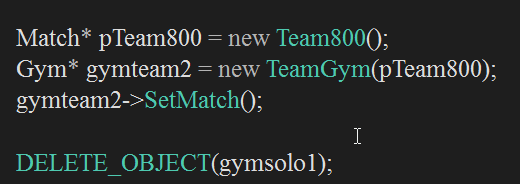 Match* pTeam800 = new Team800();
Gym* gymteam2 = new TeamGym(pTeam800);
gymteam2->SetMatch();
DELETE_OBJECT(gymsolo1);